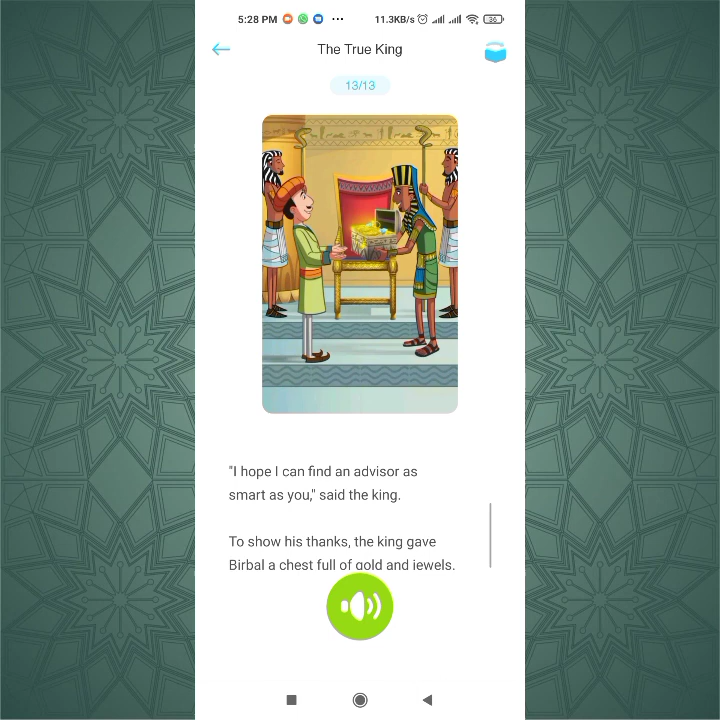 5:28 PM
11.3KB/s
36
The True King
13/13
"I hope I can find an advisor as
smart as you," said the king.
To show his thanks, the king gave
Birbal a chest full of gold and jewels.